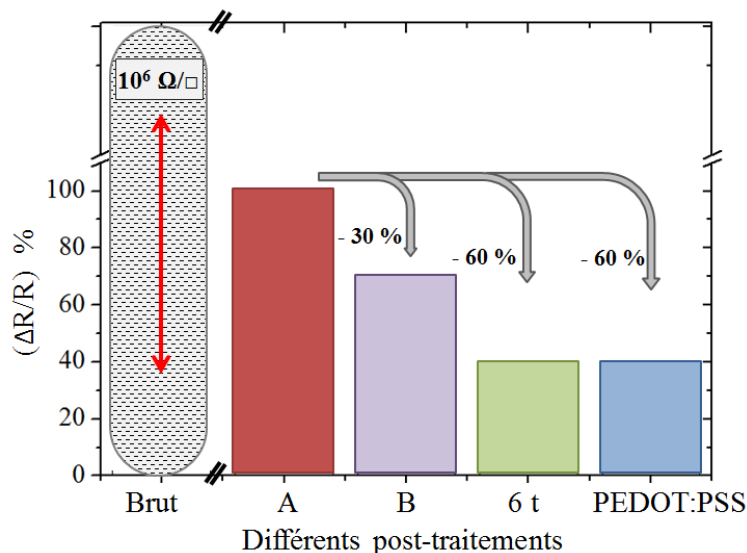 10⁶ Ω/□
100
80
60
40
20
0
(ΔR/R) %
- 30 %
- 60 %
- 60 %
Brut
A
B
6 t
PEDOT:PSS
Différents post-traitements